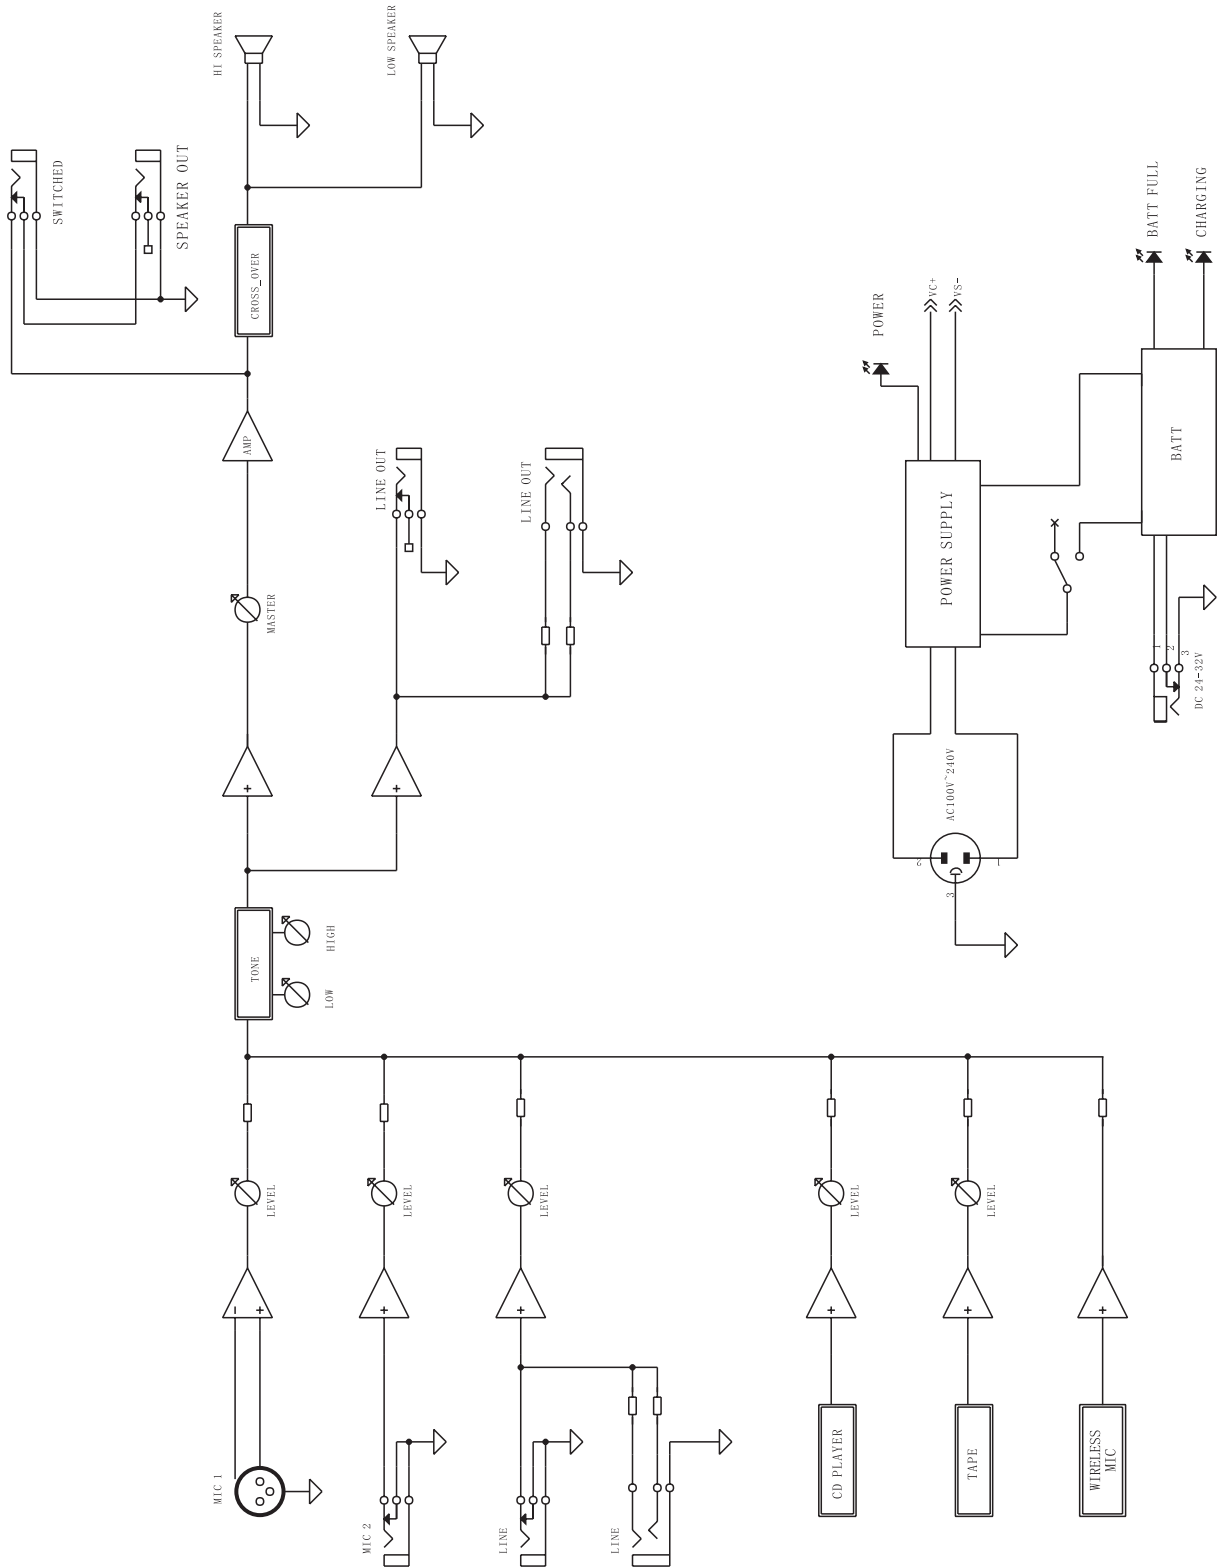 MIC 1
LEVEL
TONE
LOW
HIGH
MASTER
AMP
CROSS_OVER
HI SPEAKER
LOW SPEAKER
SWITCHED
SPEAKER OUT
MIC 2
LEVEL
LINE OUT
LINE OUT
LINE
LEVEL
LINE
CD PLAYER
LEVEL
TAPE
LEVEL
WIRELESS
MIC
AC100V~240V
1
2
3
POWER SUPPLY
POWER
VC+
VS-
DC 24-32V
1
2
3
BATT
BATT FULL
CHARGING